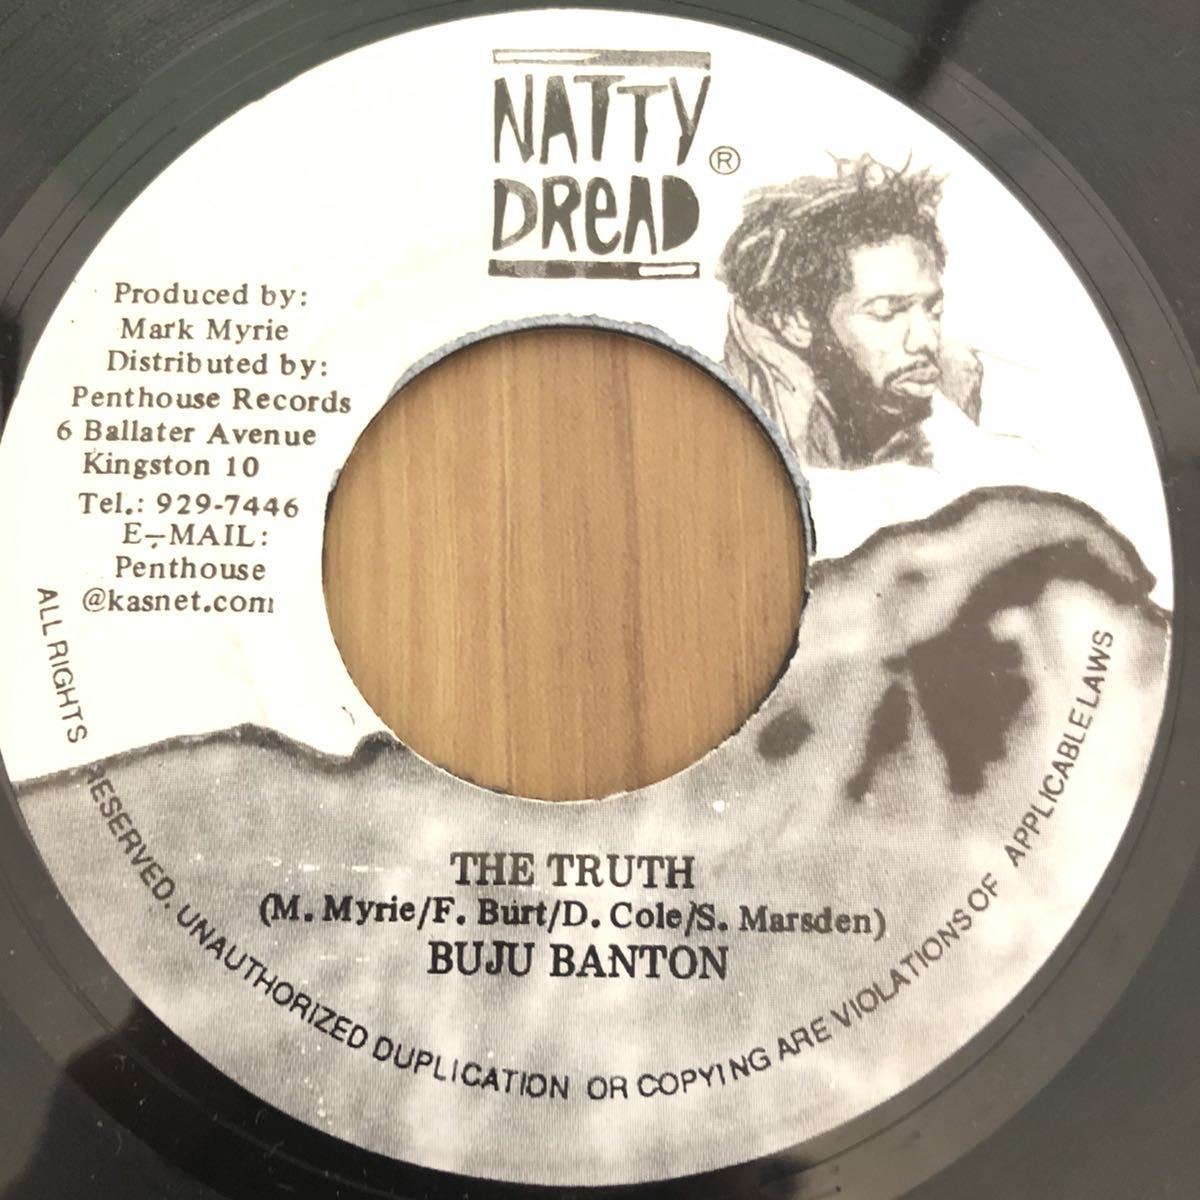 NATTY
DREAD
®
Produced by:
Mark Myrie
Distributed by:
Penthouse Records
6 Ballater Avenue
Kingston 10
Tel.: 929-7446
E-MAIL:
Penthouse
@kasnet.com
THE TRUTH
(M. Myrie/F. Burt/D. Cole/S. Marsden)
BUJU BANTON
ALL RIGHTS RESERVED. UNAUTHORIZED DUPLICATION OR COPYING ARE VIOLATIONS OF APPLICABLE LAWS